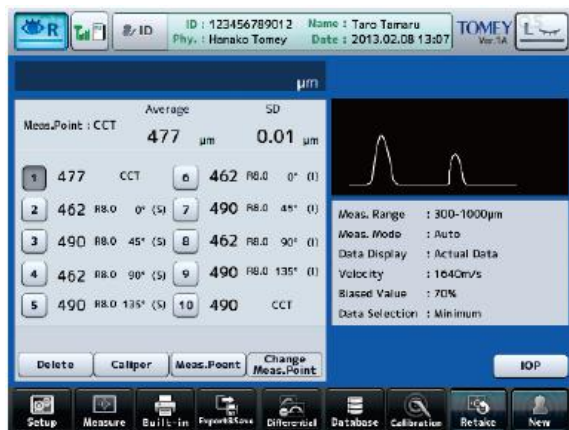 R
ID
ID : 123456789012 Name : Taro Tamaru
Phy. : Hanako Tomey Date : 2013.02.08 13:07
TOMEY
Ver.1A
L
µm
Meas.Point : CCT
Average
477 µm
SD
0.01 µm
1 477 CCT
2 462 R8.0 0° (S)
3 490 R8.0 45° (S)
4 462 R8.0 90° (S)
5 490 R8.0 135° (S)
6 462 R8.0 0° (I)
7 490 R8.0 45° (I)
8 462 R8.0 90° (I)
9 490 R8.0 135° (I)
10 490 CCT
Meas. Range : 300-1000µm
Meas. Mode : Auto
Data Display : Actual Data
Velocity : 1640m/s
Biased Value : 70%
Data Selection : Minimum
Delete
Caliper
Meas.Point
Change
Meas.Point
IOP
Setup
Measure
Built-in
Export&Save
Differential
Database
Calibration
Retake
New